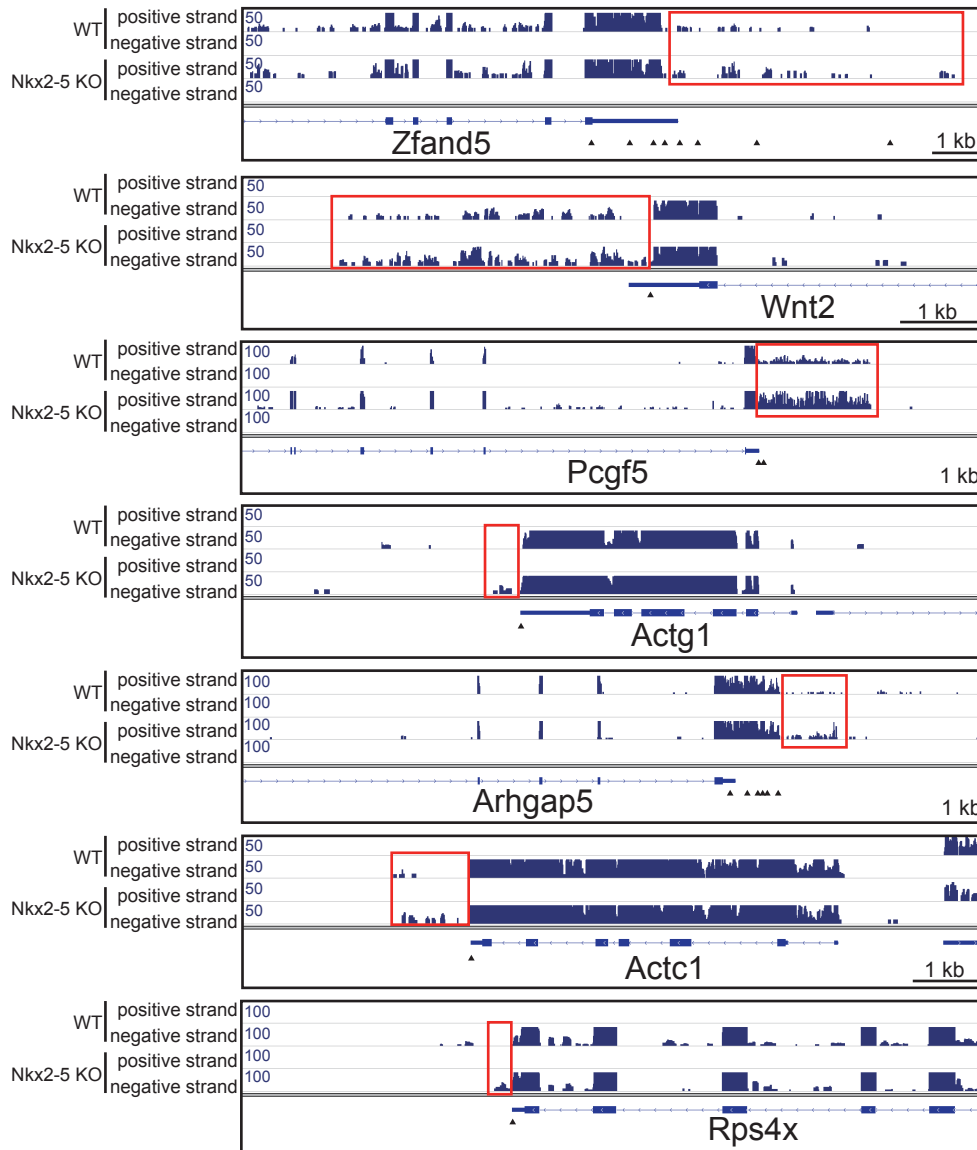 WT
positive strand
50
negative strand
50
Nkx2-5 KO
positive strand
50
negative strand
50
Zfand5
1 kb
WT
positive strand
50
negative strand
50
Nkx2-5 KO
positive strand
50
negative strand
50
Wnt2
1 kb
WT
positive strand
100
negative strand
100
Nkx2-5 KO
positive strand
100
negative strand
100
Pcgf5
1 kb
WT
positive strand
50
negative strand
50
Nkx2-5 KO
positive strand
50
negative strand
50
Actg1
WT
positive strand
100
negative strand
100
Nkx2-5 KO
positive strand
100
negative strand
100
Arhgap5
1 kb
WT
positive strand
50
negative strand
50
Nkx2-5 KO
positive strand
50
negative strand
50
Actc1
1 kb
WT
positive strand
100
negative strand
100
Nkx2-5 KO
positive strand
100
negative strand
100
Rps4x